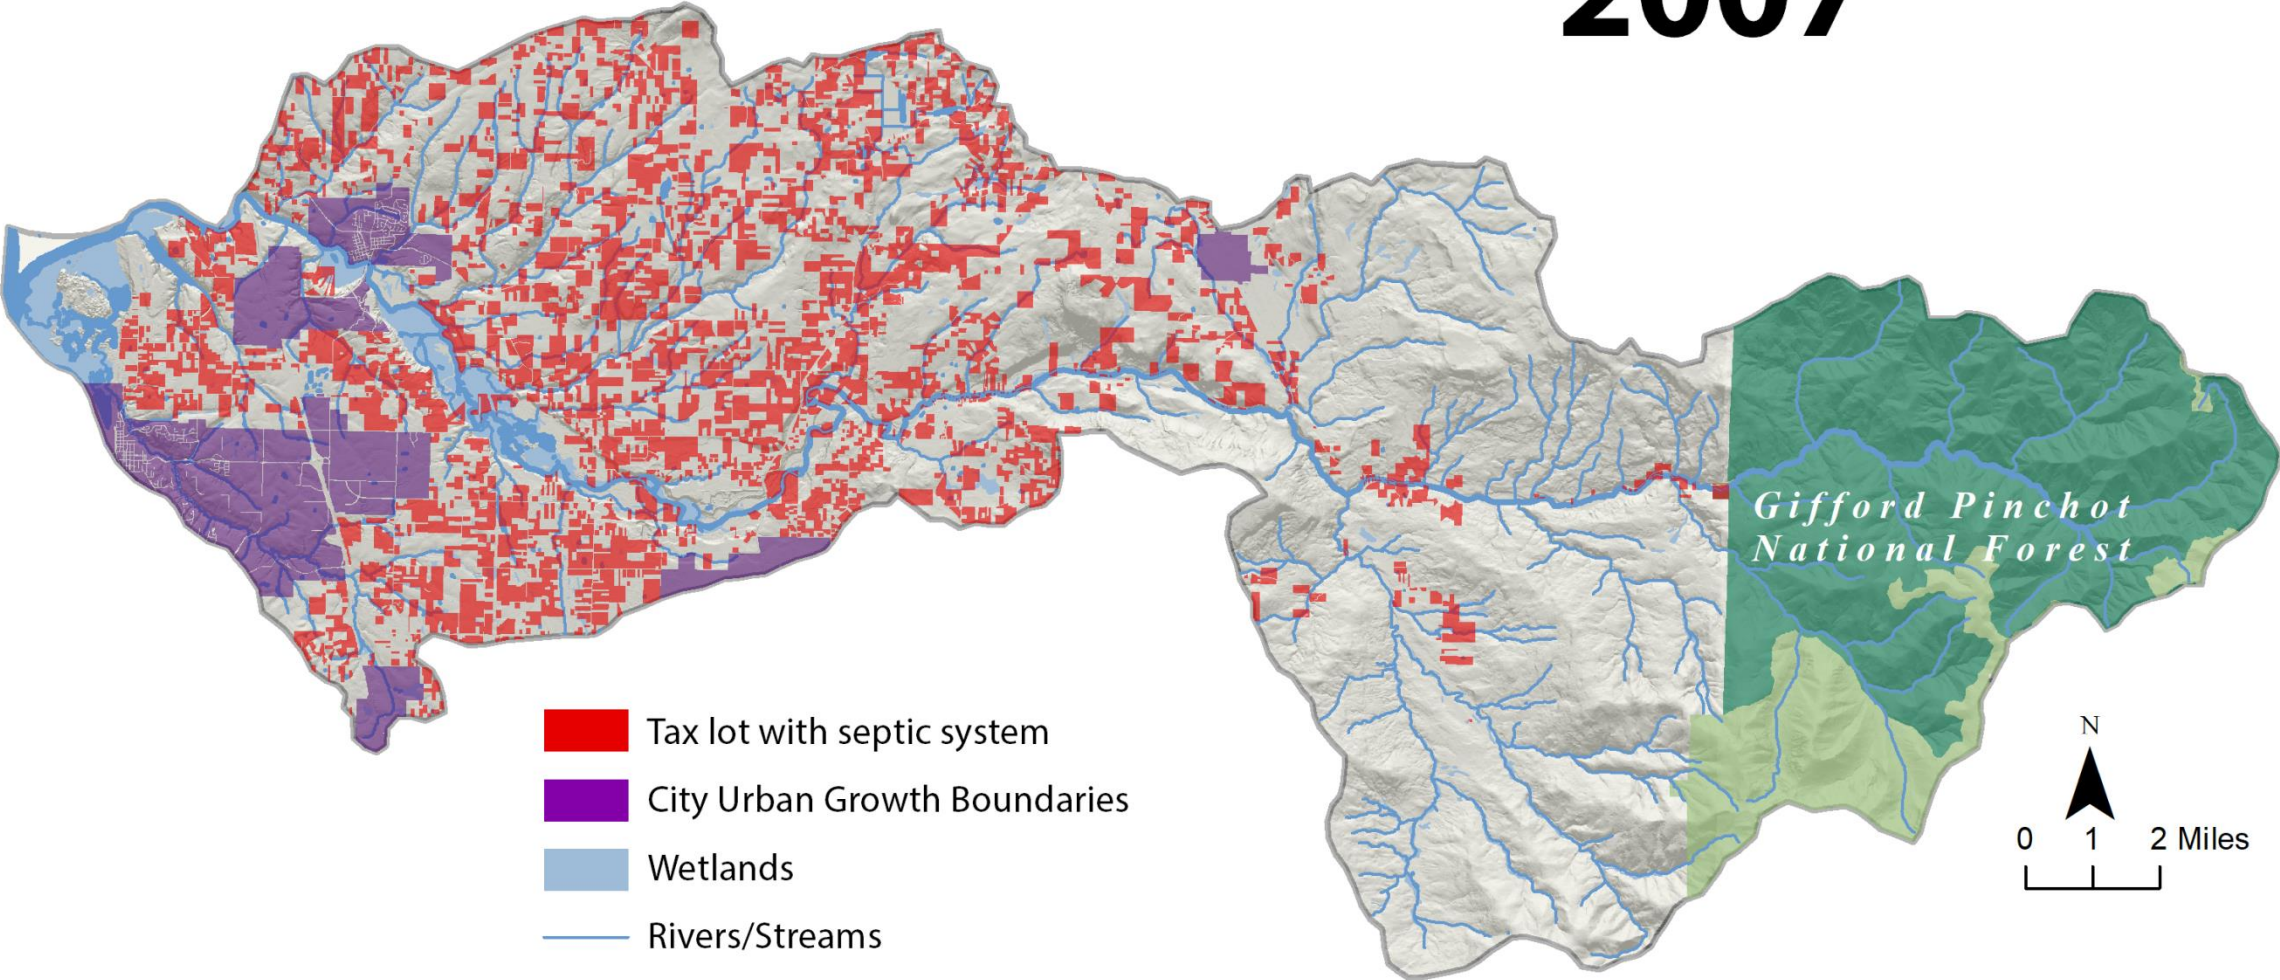 2007
Gifford Pinchot
National Forest
Tax lot with septic system
City Urban Growth Boundaries
Wetlands
Rivers/Streams
N
0 1 2 Miles